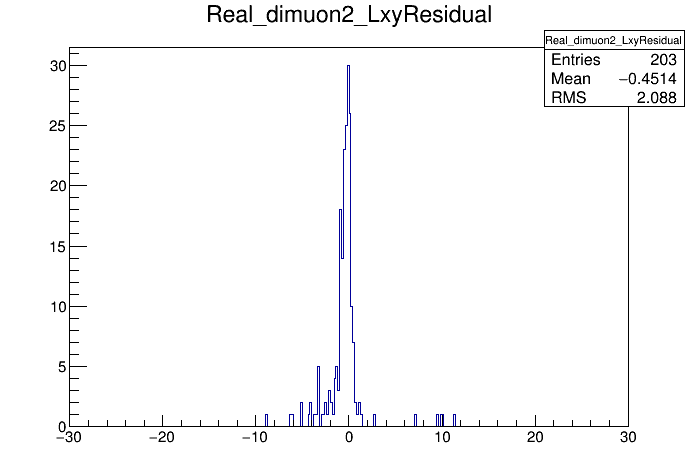 Real_dimuon2_LxyResidual
Real_dimuon2_LxyResidual
Entries 203
Mean −0.4514
RMS 2.088
30
25
20
15
10
5
0
−30 −20 −10 0 10 20 30